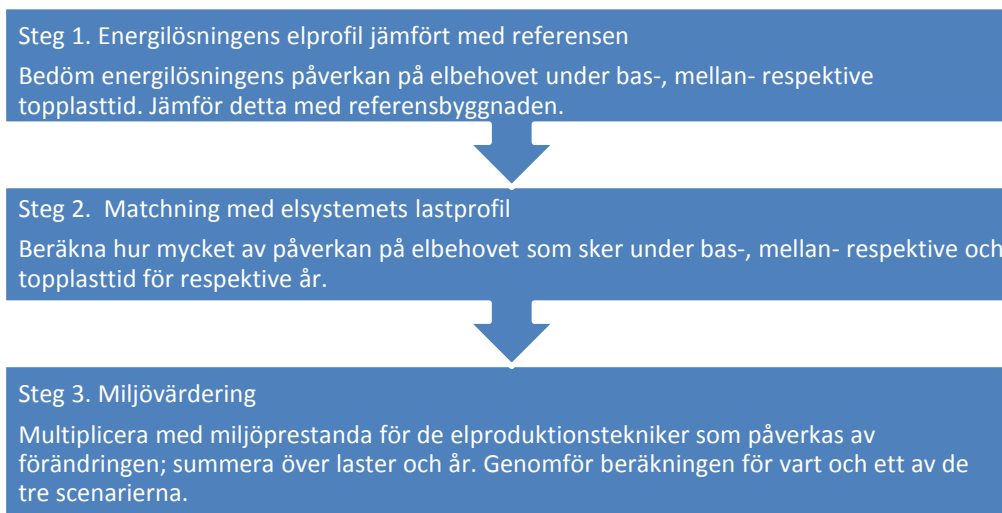 Steg 1. Energilösningens elprofil jämfört med referensen
Bedöm energilösningens påverkan på elbehovet under bas-, mellan- respektive
topplasttid. Jämför detta med referensbyggnaden.
Steg 2.  Matchning med elsystemets lastprofil
Beräkna hur mycket av påverkan på elbehovet som sker under bas-, mellan- respektive och
topplasttid för respektive år.
Steg 3. Miljövärdering
Multiplicera med miljöprestanda för de elproduktionstekniker som påverkas av
förändringen; summera över laster och år. Genomför beräkningen för vart och ett av de
tre scenarierna.